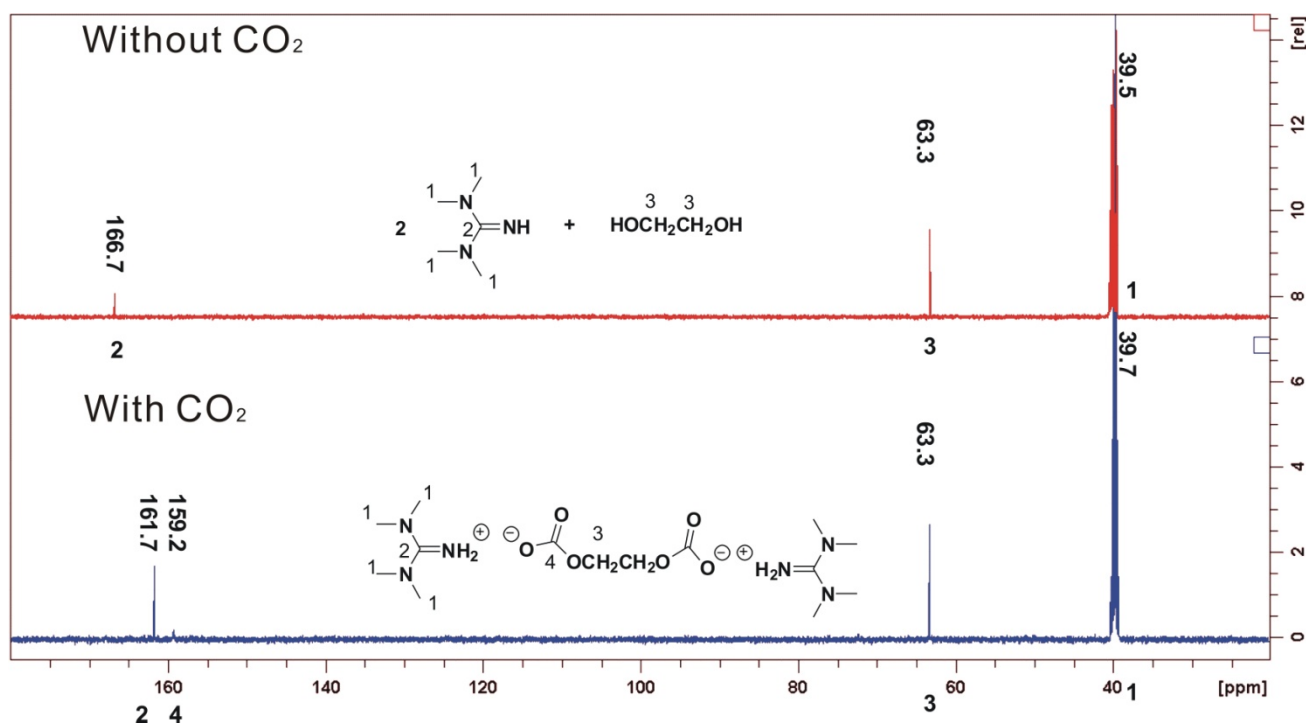 Without CO₂
[rel]
39.5
63.3
166.7
2
1
N
1
2
NH
N
1
1
+
3 3
HOCH₂CH₂OH
12
10
8
1
2
3
39.7
With CO₂
6
4
2
0
63.3
161.7
159.2
1
1
N
2
NH₂
⊕
N
1
1
⊖
O
O
4
3
OCH₂CH₂O
O
O
⊖
⊕
H₂N
N
N
160 140 120 100 80 60 40 [ppm]
2 4 3 1